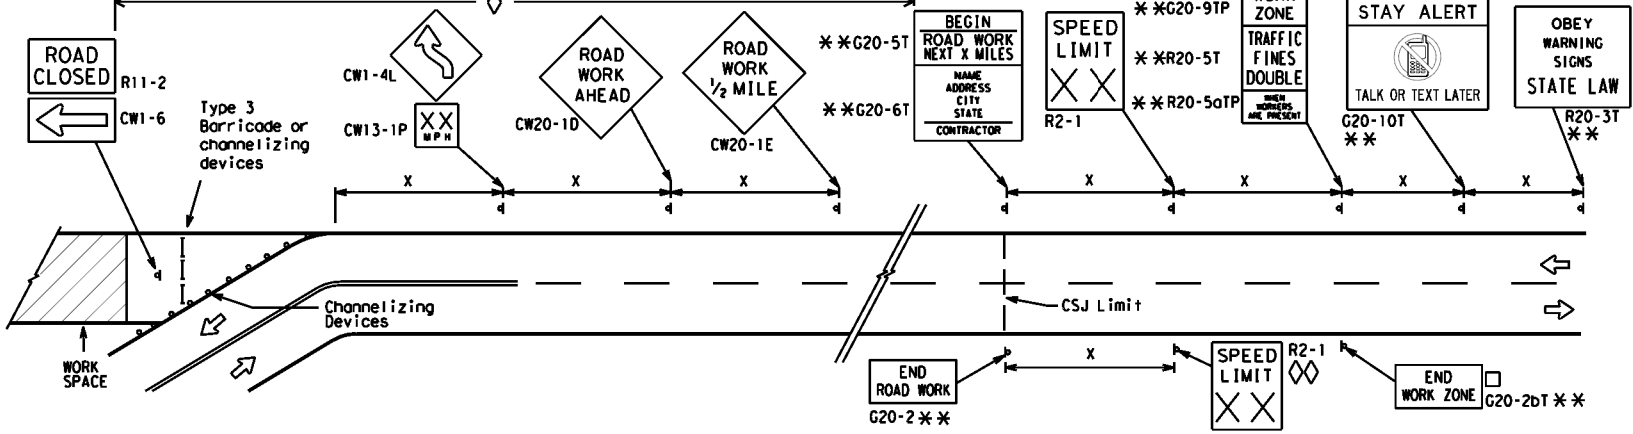 ROAD
CLOSED
R11-2
CW1-6
Type 3
Barricade or
channelizing
devices
CW1-4L
XX
MPH
CW13-1P
ROAD
WORK
AHEAD
CW20-1D
ROAD
WORK
1/2 MILE
CW20-1E
**G20-5T
BEGIN
ROAD WORK
NEXT X MILES
**G20-6T
NAME
ADDRESS
CITY
STATE
CONTRACTOR
SPEED
LIMIT
XX
R2-1
**G20-9TP
ZONE
**R20-5T
TRAFFIC
FINES
DOUBLE
**R20-5aTP
WHEN
WORKERS
ARE PRESENT
STAY ALERT
TALK OR TEXT LATER
G20-10T
**
OBEY
WARNING
SIGNS
STATE LAW
R20-3T
**
X
X
X
X
X
X
X
Channelizing
Devices
CSJ Limit
WORK
SPACE
END
ROAD WORK
G20-2**
X
SPEED
LIMIT
XX
R2-1
END
WORK ZONE
G20-2bT**